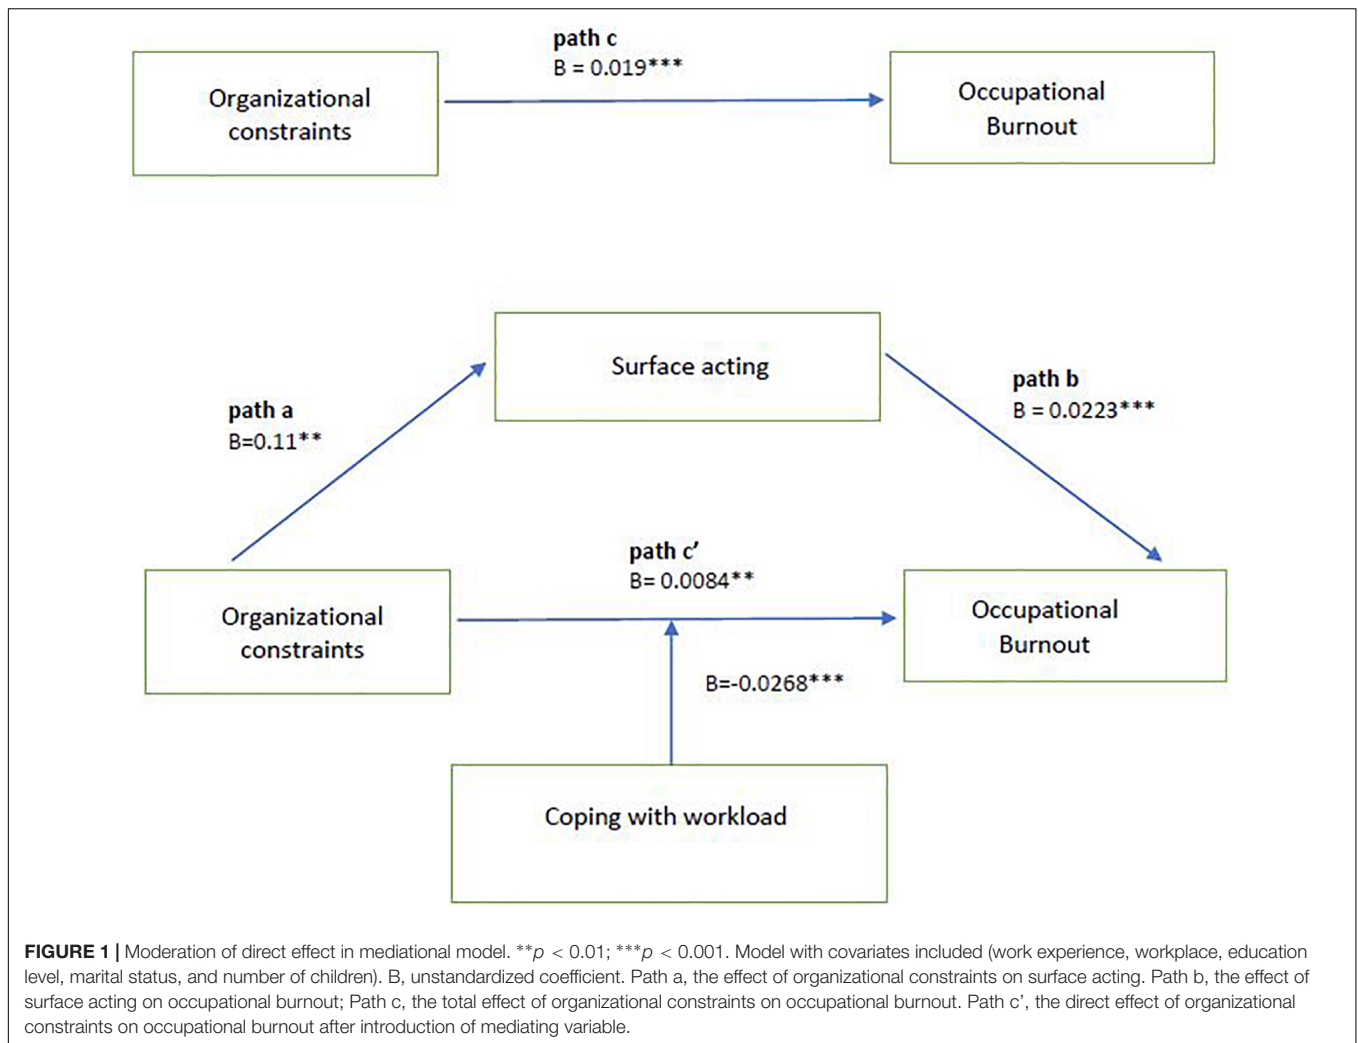 path c
B = 0.019***
Organizational
constraints
Occupational
Burnout
Surface acting
path a
B=0.11**
path b
B = 0.0223***
path c’
B= 0.0084**
Organizational
constraints
Occupational
Burnout
B=-0.0268***
Coping with workload
FIGURE 1 | Moderation of direct effect in mediational model. **p < 0.01; ***p < 0.001. Model with covariates included (work experience, workplace, education
level, marital status, and number of children). B, unstandardized coefficient. Path a, the effect of organizational constraints on surface acting. Path b, the effect of
surface acting on occupational burnout; Path c, the total effect of organizational constraints on occupational burnout. Path c’, the direct effect of organizational
constraints on occupational burnout after introduction of mediating variable.